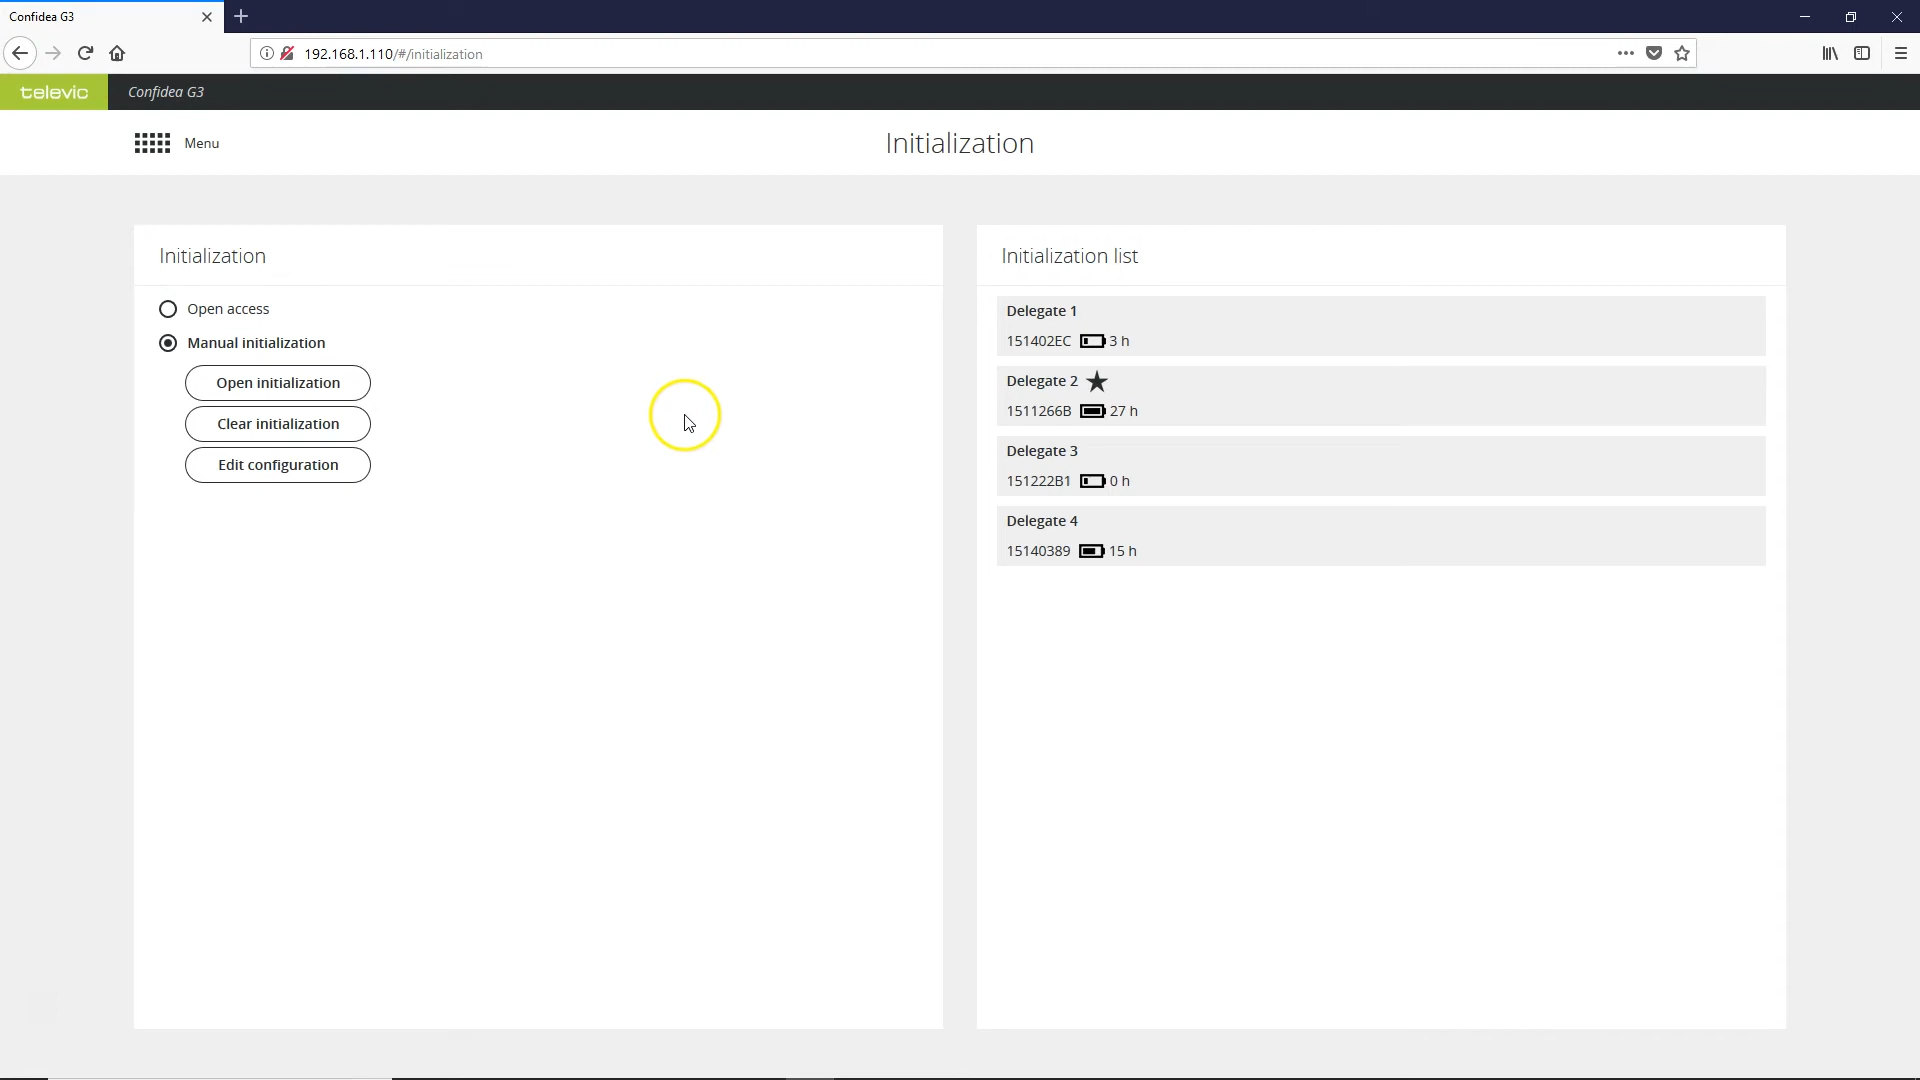 Confidea G3
192.168.1.110/#/initialization
televic
Confidea G3
Menu
Initialization
Initialization
Open access
Manual initialization
Open initialization
Clear initialization
Edit configuration
Initialization list
Delegate 1
151402EC 3 h
Delegate 2
1511266B 27 h
Delegate 3
151222B1 0 h
Delegate 4
15140389 15 h